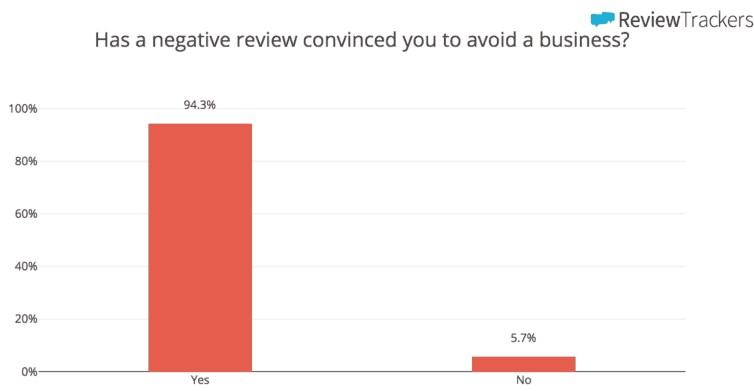 ReviewTrackers
Has a negative review convinced you to avoid a business?
100%
94.3%
80%
60%
40%
20%
5.7%
0%
Yes
No